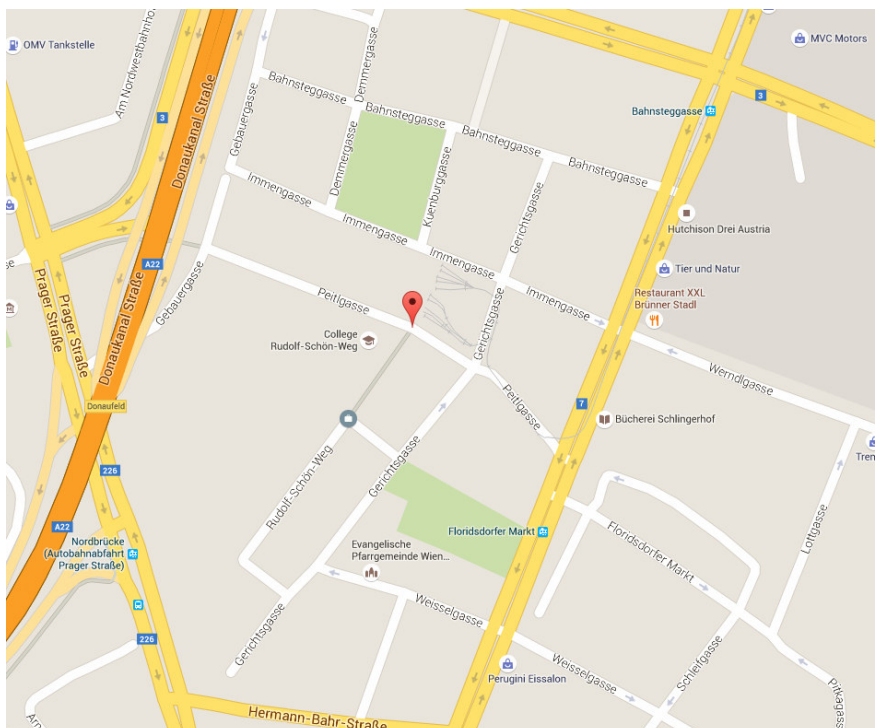 OMV Tankstelle
MVC Motors
Am Nordwestbahnhof
Demmergasse
3
3
Donaukanal Straße
Gebauergasse
Bahnsteggasse
Bahnsteggasse
Bahnsteggasse
Bahnsteggasse
Bahnsteggasse
Demmergasse
Kuenburggasse
Immengasse
Immengasse
Immengasse
Immengasse
Gerichtsgasse
Hutchison Drei Austria
Tier und Natur
Restaurant XXL
Brünner Stadl
A22
Prager Straße
Prager Straße
Donaukanal Straße
Gebauergasse
Peitlgasse
College
Rudolf-Schön-Weg
Gerichtsgasse
Peitlgasse
Werndlgasse
7
Donaufeld
Bücherei Schlingerhof
226
Rudolf-Schön-Weg
Gerichtsgasse
A22
Nordbrücke
(Autobahnabfahrt
Prager Straße)
Floridsdorfer Markt
Floridsdorfer Markt
Lottgasse
Evangelische
Pfarrgemeinde Wien...
Weisselgasse
Weisselgasse
Gerichtsgasse
226
Schleifgasse
Pitkagasse
Perugini Eissalon
Hermann-Bahr-Straße